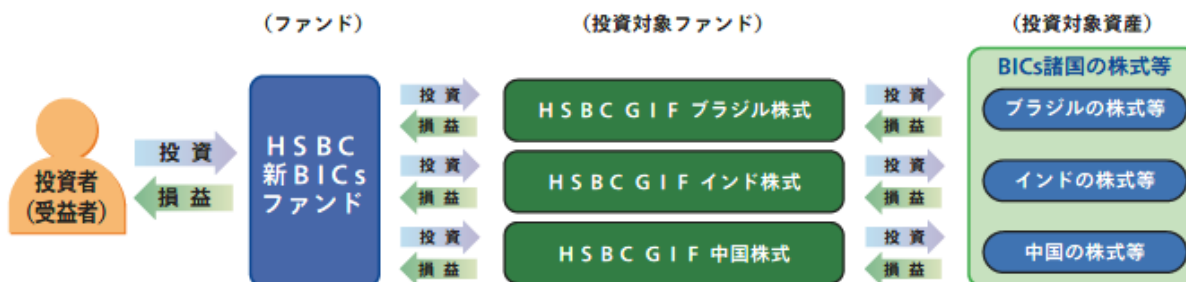 (ファンド)
(投資対象ファンド)
(投資対象資産)
投資者
(受益者)
投資
損益
HSBC
新BICs
ファンド
投資
損益
HSBC GIF ブラジル株式
投資
損益
投資
損益
HSBC GIF インド株式
投資
損益
投資
損益
HSBC GIF 中国株式
投資
損益
BICs諸国の株式等
ブラジルの株式等
インドの株式等
中国の株式等